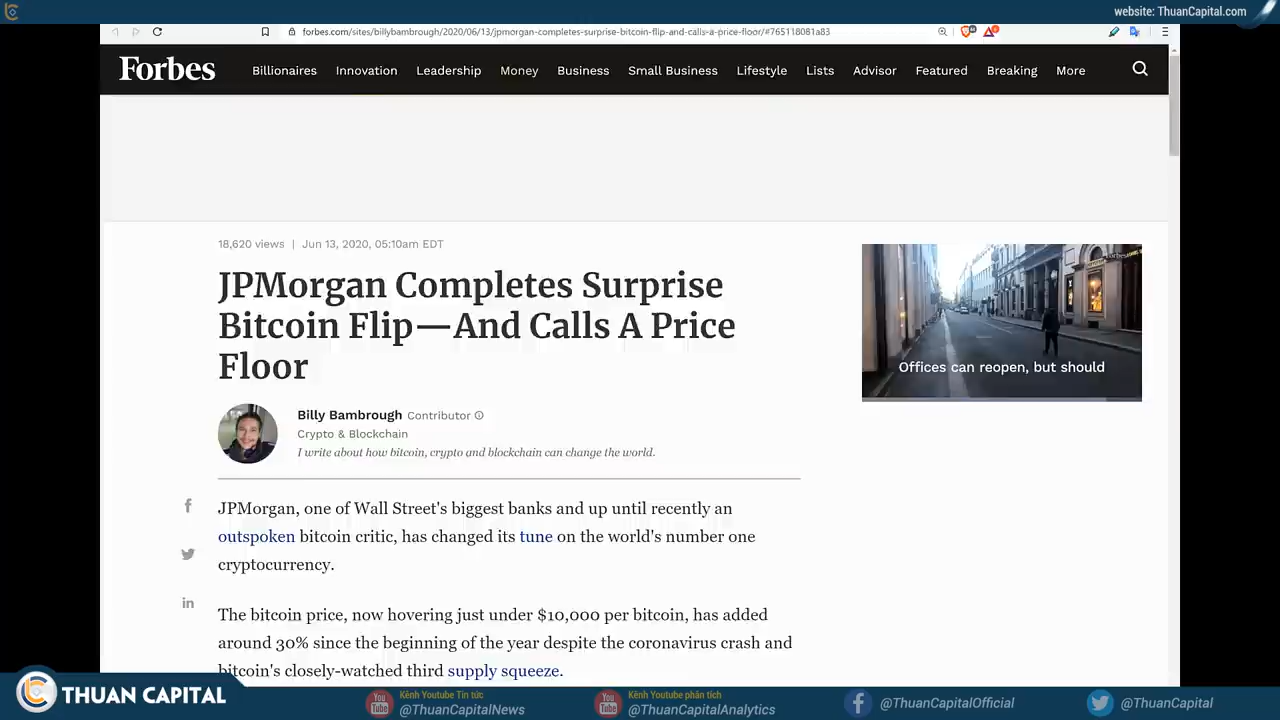 website: ThuanCapital.com
forbes.com/sites/billybambrough/2020/06/13/jpmorgan-completes-surprise-bitcoin-flip-and-calls-a-price-floor/#765118081a83
Forbes
Billionaires Innovation Leadership Money Business Small Business Lifestyle Lists Advisor Featured Breaking More
18,620 views | Jun 13, 2020, 05:10am EDT
JPMorgan Completes Surprise
Bitcoin Flip—And Calls A Price
Floor
Offices can reopen, but should
Billy Bambrough Contributor
Crypto & Blockchain
I write about how bitcoin, crypto and blockchain can change the world.
JPMorgan, one of Wall Street's biggest banks and up until recently an
outspoken bitcoin critic, has changed its tune on the world's number one
cryptocurrency.
The bitcoin price, now hovering just under $10,000 per bitcoin, has added
around 30% since the beginning of the year despite the coronavirus crash and
bitcoin's closely-watched third supply squeeze.
THUAN CAPITAL
You Tube
Kênh Youtube Tin tức
@ThuanCapitalNews
You Tube
Kênh Youtube phân tích
@ThuanCapitalAnalytics
@ThuanCapitalOfficial
@ThuanCapital